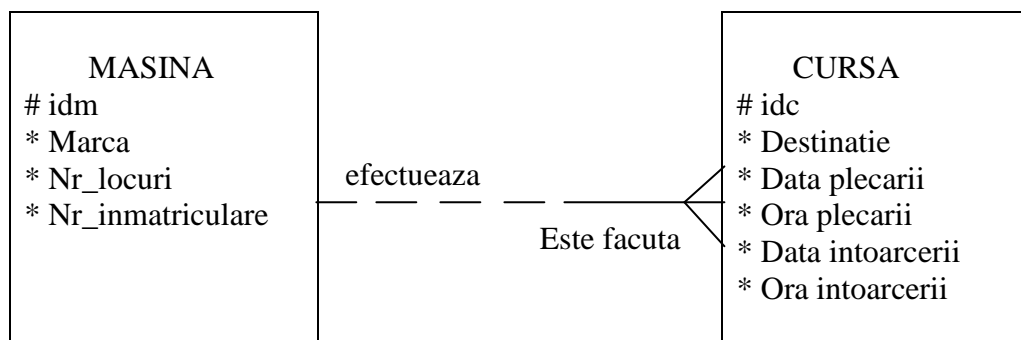 MASINA
# idm
* Marca
* Nr_locuri
* Nr_inmatriculare
efectueaza
Este facuta
CURSA
# idc
* Destinatie
* Data plecarii
* Ora plecarii
* Data intoarcerii
* Ora intoarcerii